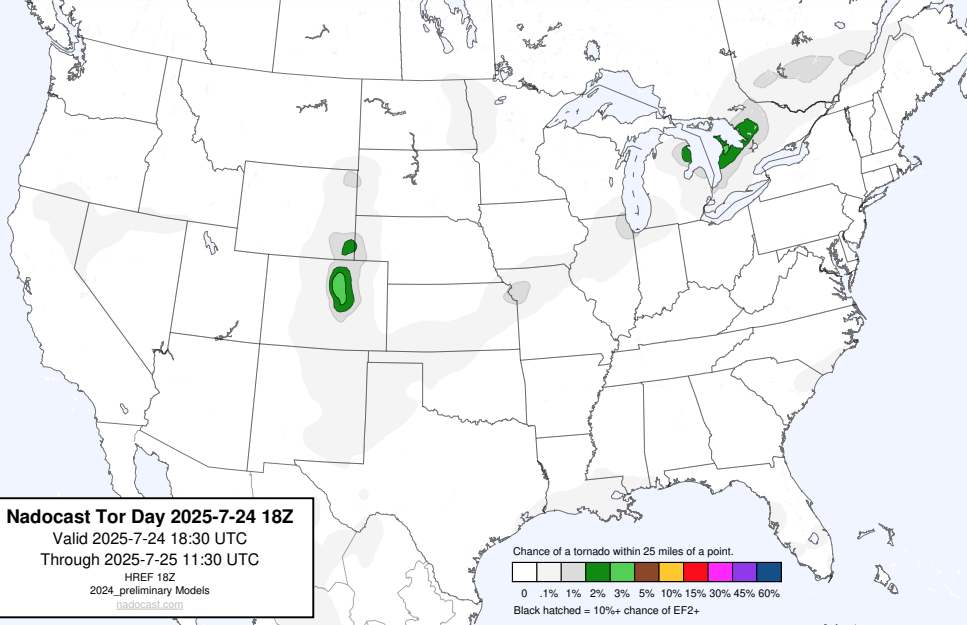 Nadocast Tor Day 2025-7-24 18Z
Valid 2025-7-24 18:30 UTC
Through 2025-7-25 11:30 UTC
HREF 18Z
2024_preliminary Models
nadocast.com
Chance of a tornado within 25 miles of a point.
0 .1% 1% 2% 3% 5% 10% 15% 30% 45% 60%
Black hatched = 10%+ chance of EF2+